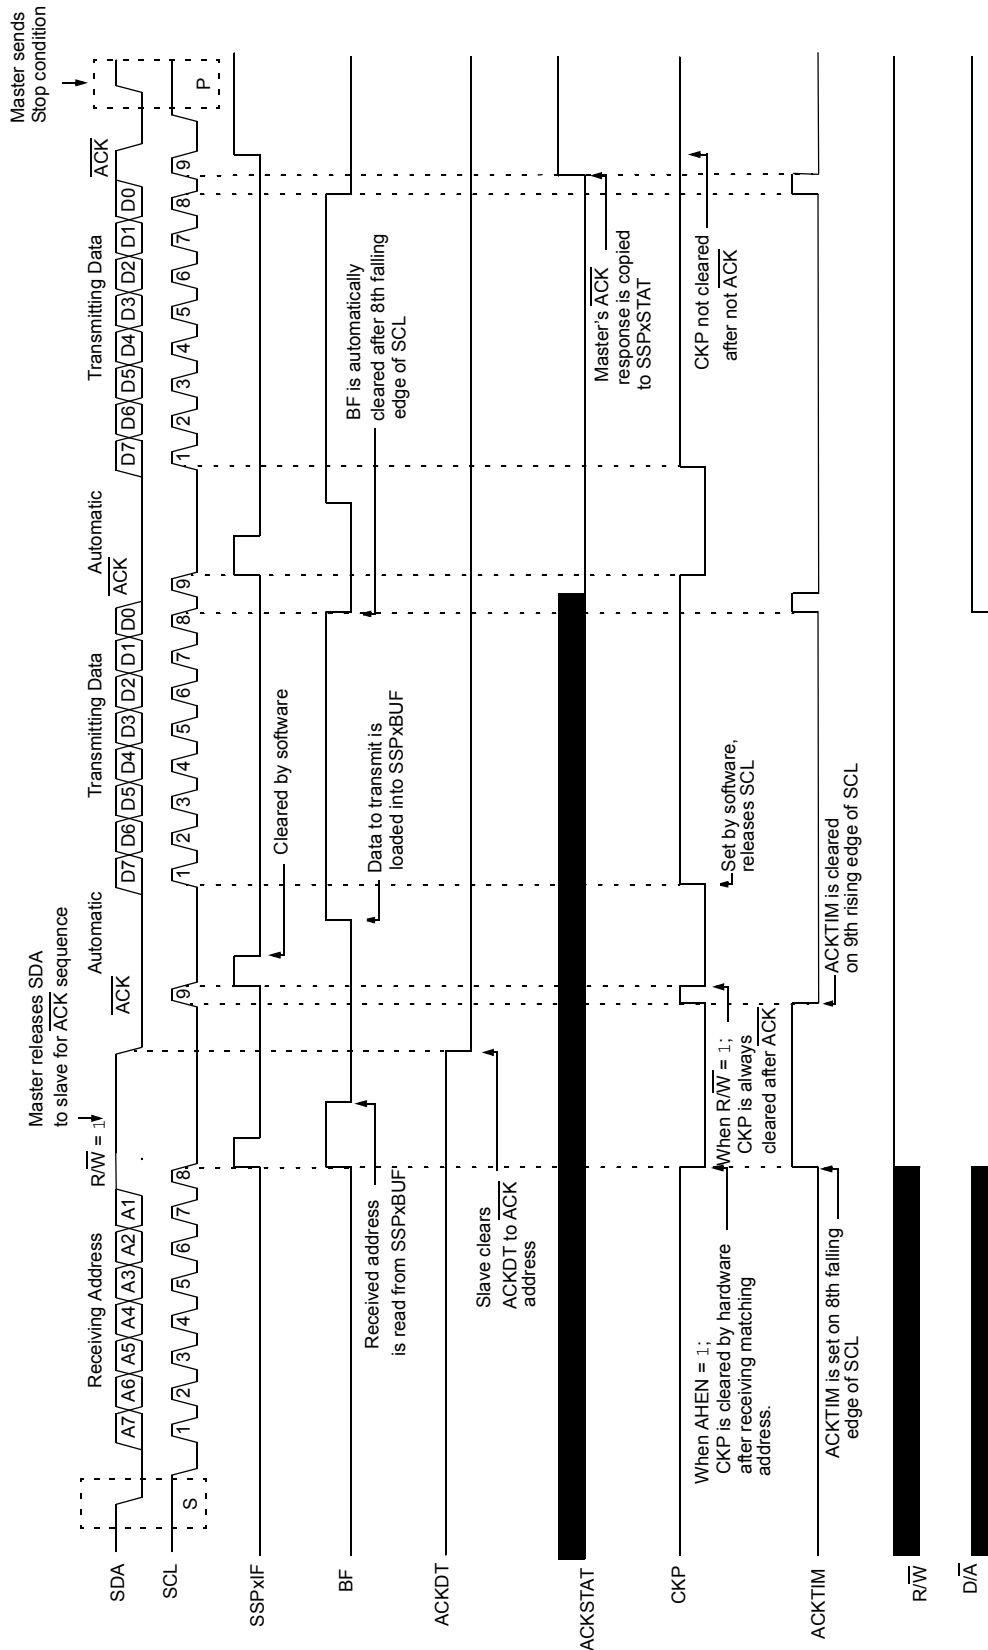 Master releases SDA
to slave for ACK sequence
Master sends
Stop condition
Receiving Address
R/W = 1
Automatic
ACK
Transmitting Data
Automatic
ACK
Transmitting Data
ACK
SDA
A7 A6 A5 A4 A3 A2 A1
D7 D6 D5 D4 D3 D2 D1 D0
D7 D6 D5 D4 D3 D2 D1 D0
SCL
S
1 2 3 4 5 6 7 8
9
1 2 3 4 5 6 7 8 9
1 2 3 4 5 6 7 8 9
P
SSPxIF
Cleared by software
BF
Received address
is read from SSPxBUF
Data to transmit is
loaded into SSPxBUF
BF is automatically
cleared after 8th falling
edge of SCL
ACKDT
Slave clears
ACKDT to ACK
address
ACKSTAT
Master's ACK
response is copied
to SSPxSTAT
CKP
When AHEN = 1;
CKP is cleared by hardware
after receiving matching
address.
When R/W = 1;
CKP is always
cleared after ACK
Set by software,
releases SCL
CKP not cleared
after not ACK
ACKTIM
ACKTIM is set on 8th falling
edge of SCL
ACKTIM is cleared
on 9th rising edge of SCL
R/W
D/A